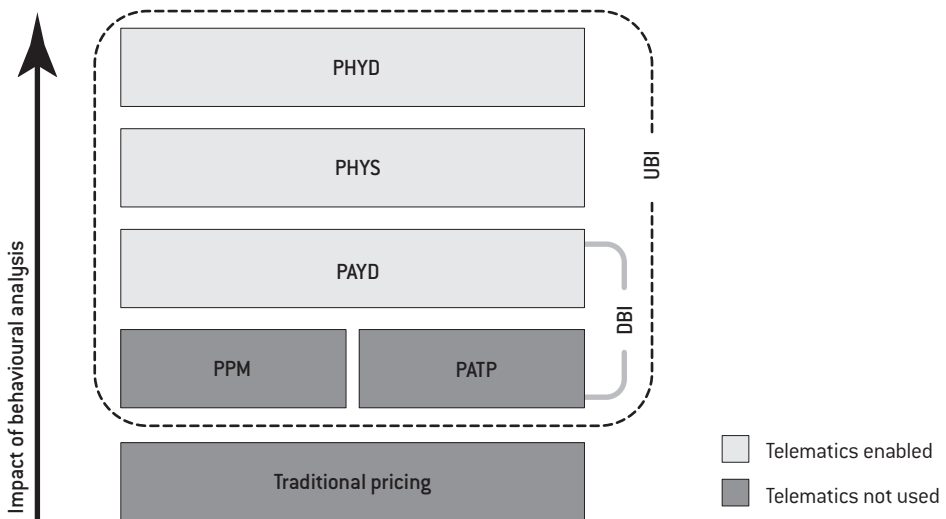 PHYD
PHYS
UBI
PAYD
DBI
PPM
PATP
Traditional pricing
Impact of behavioural analysis
Telematics enabled
Telematics not used